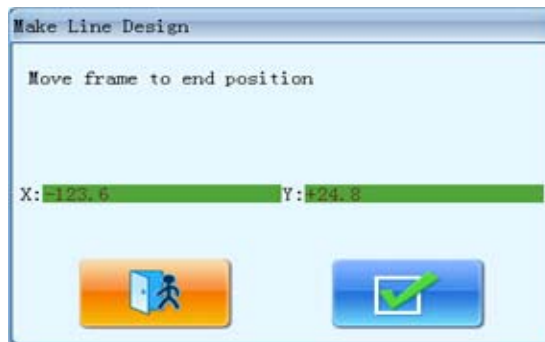 Make Line Design
Move frame to end position
X:-123.6 Y:+24.8